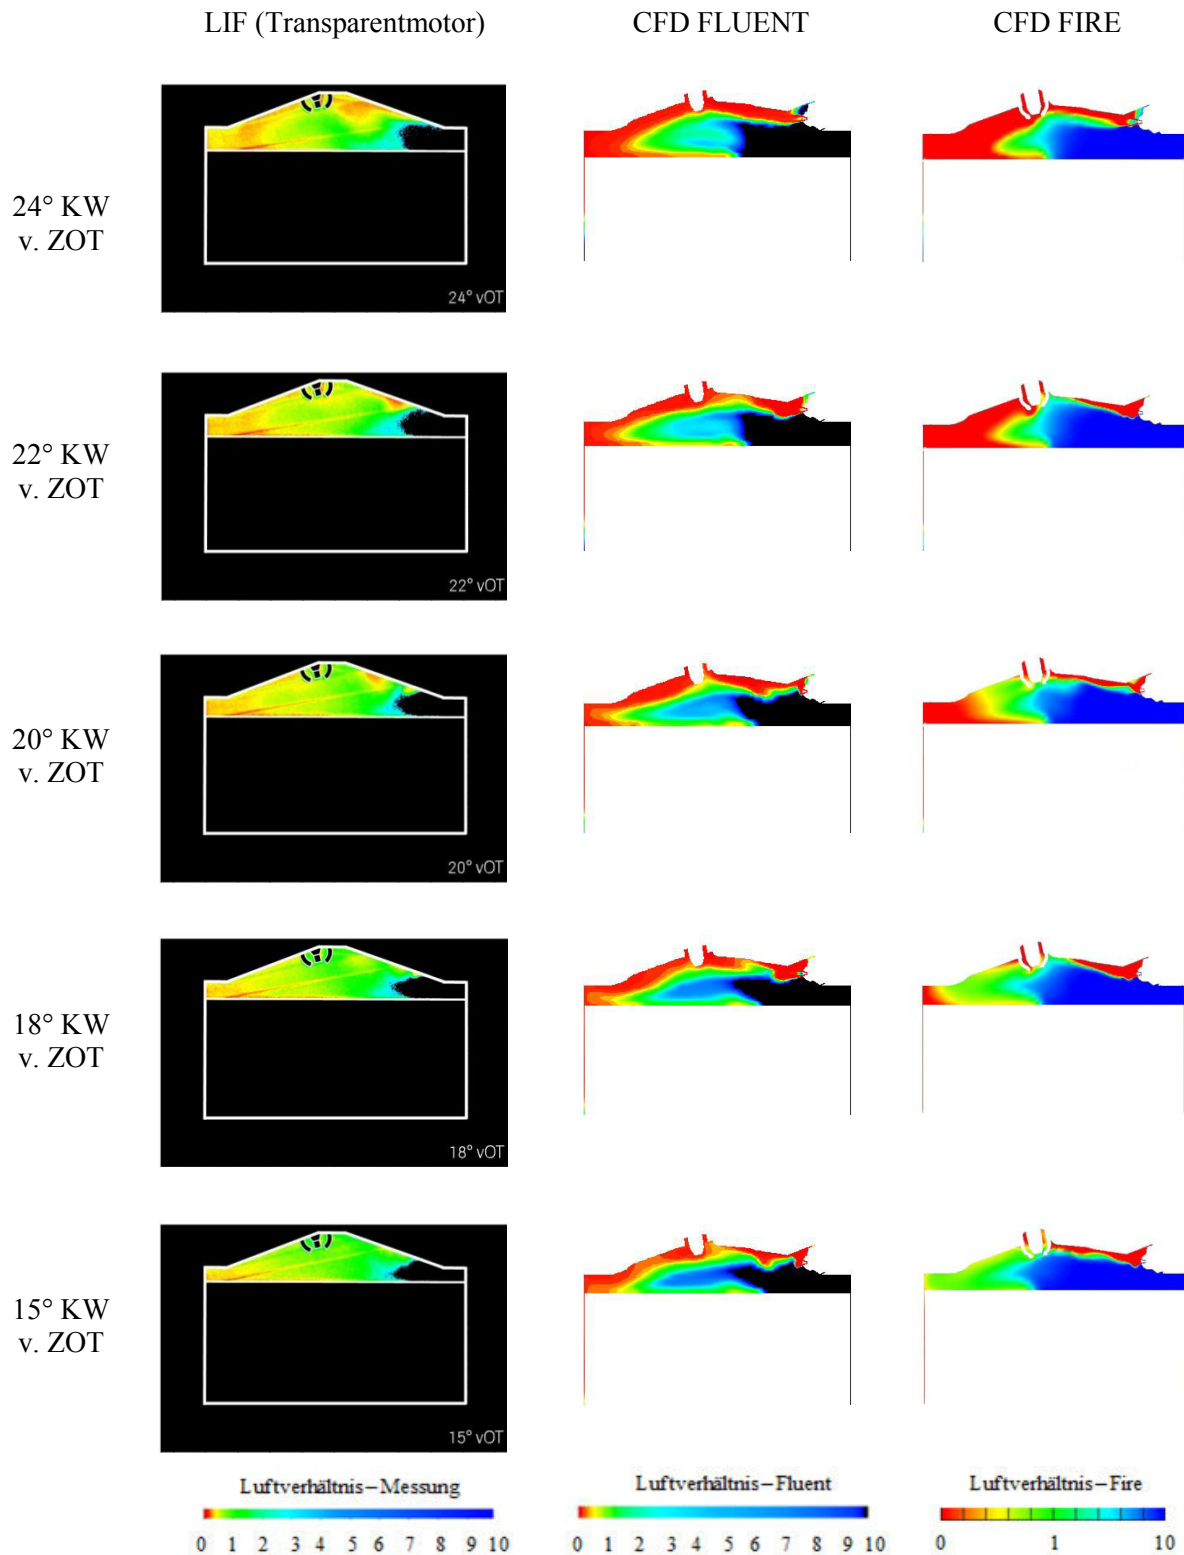 LIF (Transparentmotor) CFD FLUENT CFD FIRE
24° KW
v. ZOT
24° vOT
22° KW
v. ZOT
22° vOT
20° KW
v. ZOT
20° vOT
18° KW
v. ZOT
18° vOT
15° KW
v. ZOT
15° vOT
Luftverhältnis–Messung Luftverhältnis–Fluent Luftverhältnis–Fire
0 1 2 3 4 5 6 7 8 9 10 0 1 2 3 4 5 6 7 8 9 10 0 1 10